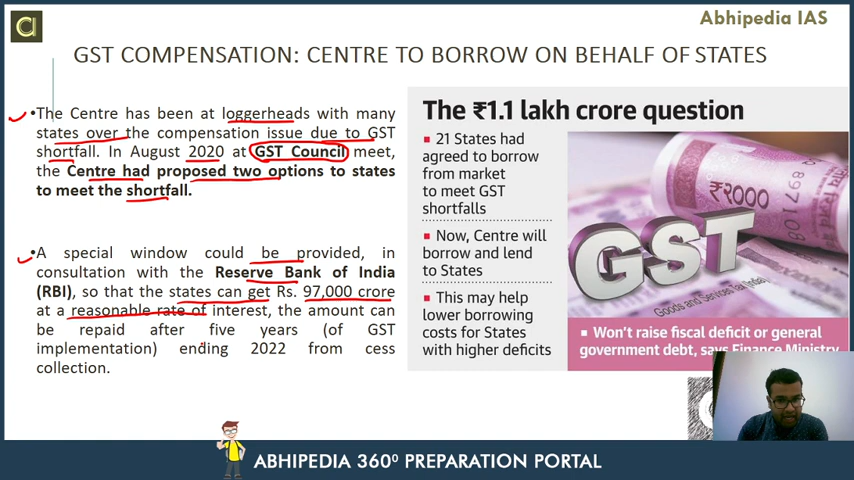 Abhipedia IAS
GST COMPENSATION: CENTRE TO BORROW ON BEHALF OF STATES
•The Centre has been at loggerheads with many
states over the compensation issue due to GST
shortfall. In August 2020 at GST Council meet,
the Centre had proposed two options to states
to meet the shortfall.
•A special window could be provided, in
consultation with the Reserve Bank of India
(RBI), so that the states can get Rs. 97,000 crore
at a reasonable rate of interest, the amount can
be repaid after five years (of GST
implementation) ending 2022 from cess
collection.
The ₹1.1 lakh crore question
21 States had
agreed to borrow
from market
to meet GST
shortfalls
Now, Centre will
borrow and lend
to States
This may help
lower borrowing
costs for States
with higher deficits
₹2000
897108
GST
Goods and Services Tax India
Won't raise fiscal deficit or general
government debt, says Finance Ministry
ABHIPEDIA 360⁰ PREPARATION PORTAL